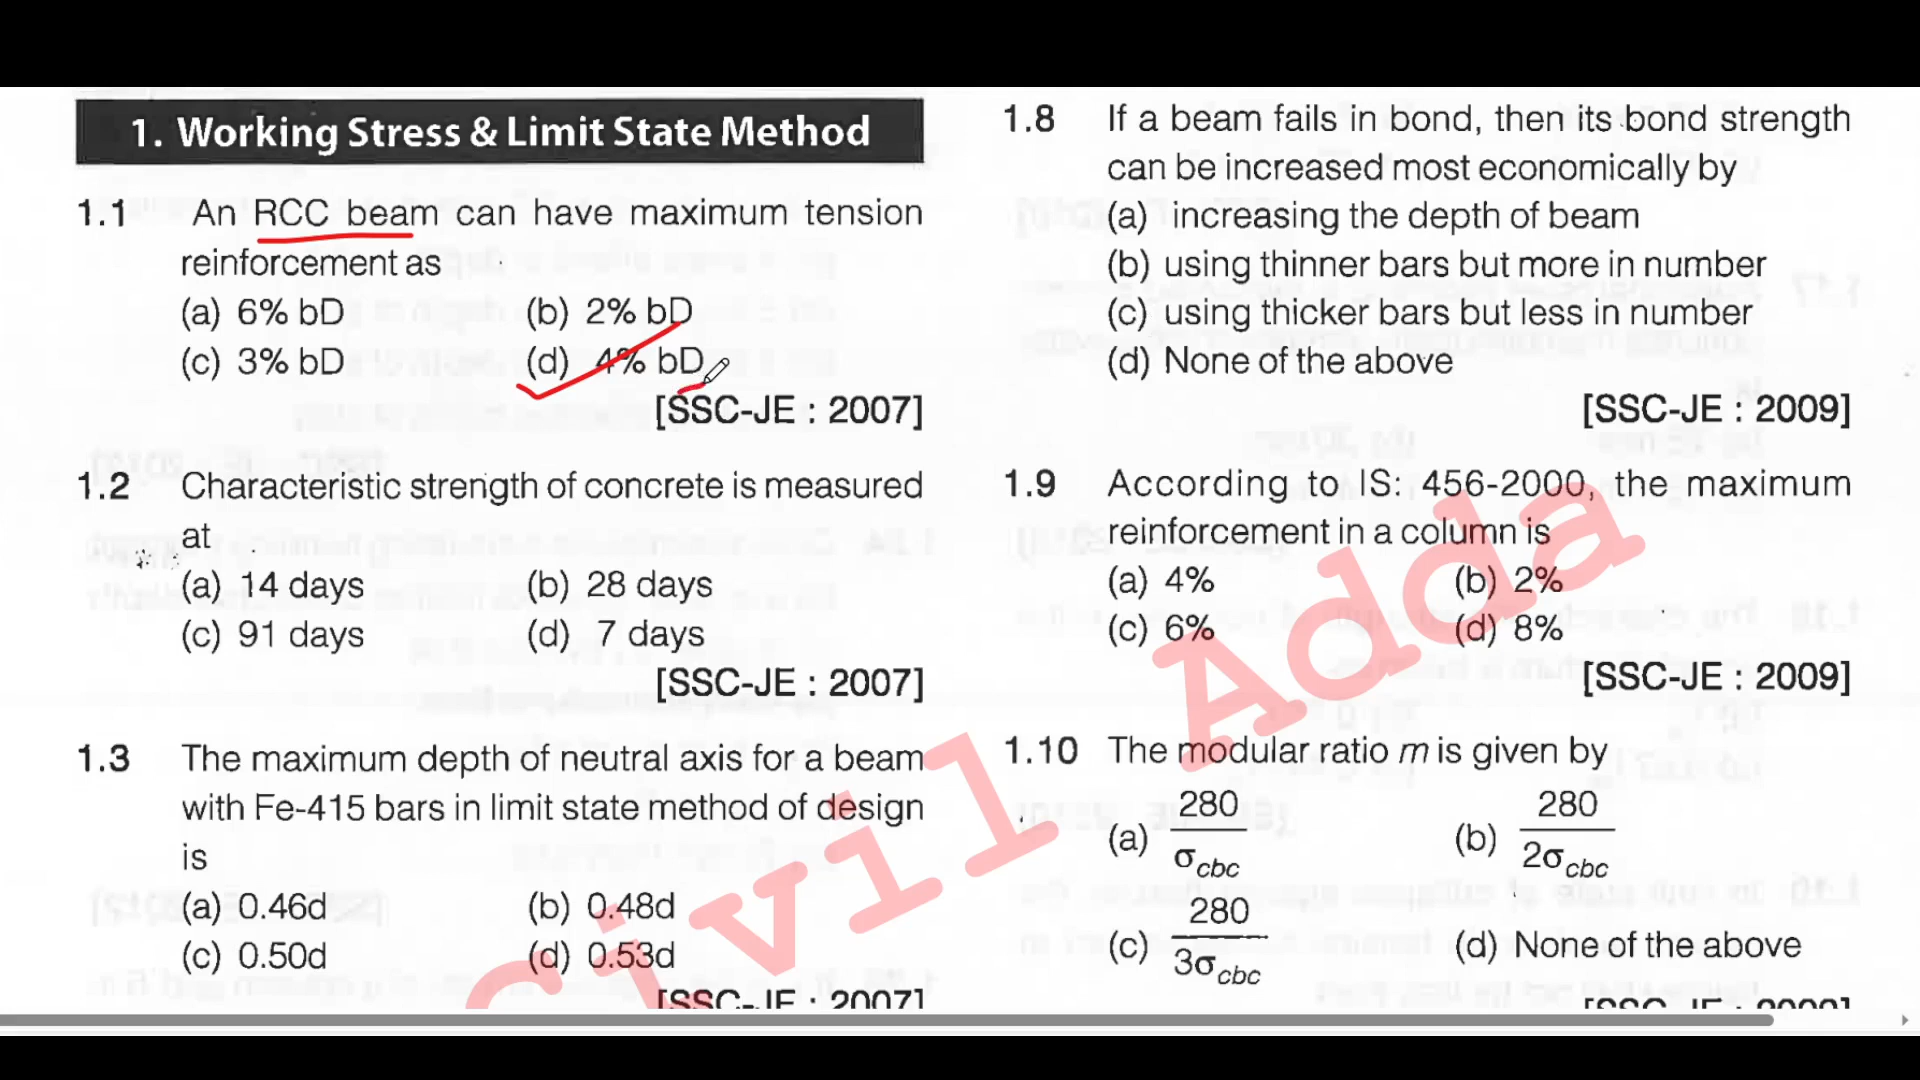 1. Working Stress & Limit State Method
1.1 An RCC beam can have maximum tension
reinforcement as
(a) 6% bD (b) 2% bD
(c) 3% bD (d) 4% bD
[SSC-JE : 2007]
1.2 Characteristic strength of concrete is measured
at
(a) 14 days (b) 28 days
(c) 91 days (d) 7 days
[SSC-JE : 2007]
1.3 The maximum depth of neutral axis for a beam
with Fe-415 bars in limit state method of design
is
(a) 0.46d (b) 0.48d
(c) 0.50d (d) 0.53d
[SSC-JE : 2007]
1.8 If a beam fails in bond, then its bond strength
can be increased most economically by
(a) increasing the depth of beam
(b) using thinner bars but more in number
(c) using thicker bars but less in number
(d) None of the above
[SSC-JE : 2009]
1.9 According to IS: 456-2000, the maximum
reinforcement in a column is
(a) 4% (b) 2%
(c) 6% (d) 8%
[SSC-JE : 2009]
1.10 The modular ratio m is given by
(a) 280/σcbc (b) 280/2σcbc
(c) 280/3σcbc (d) None of the above
[SSC-JE : 2009]
Civil Adda